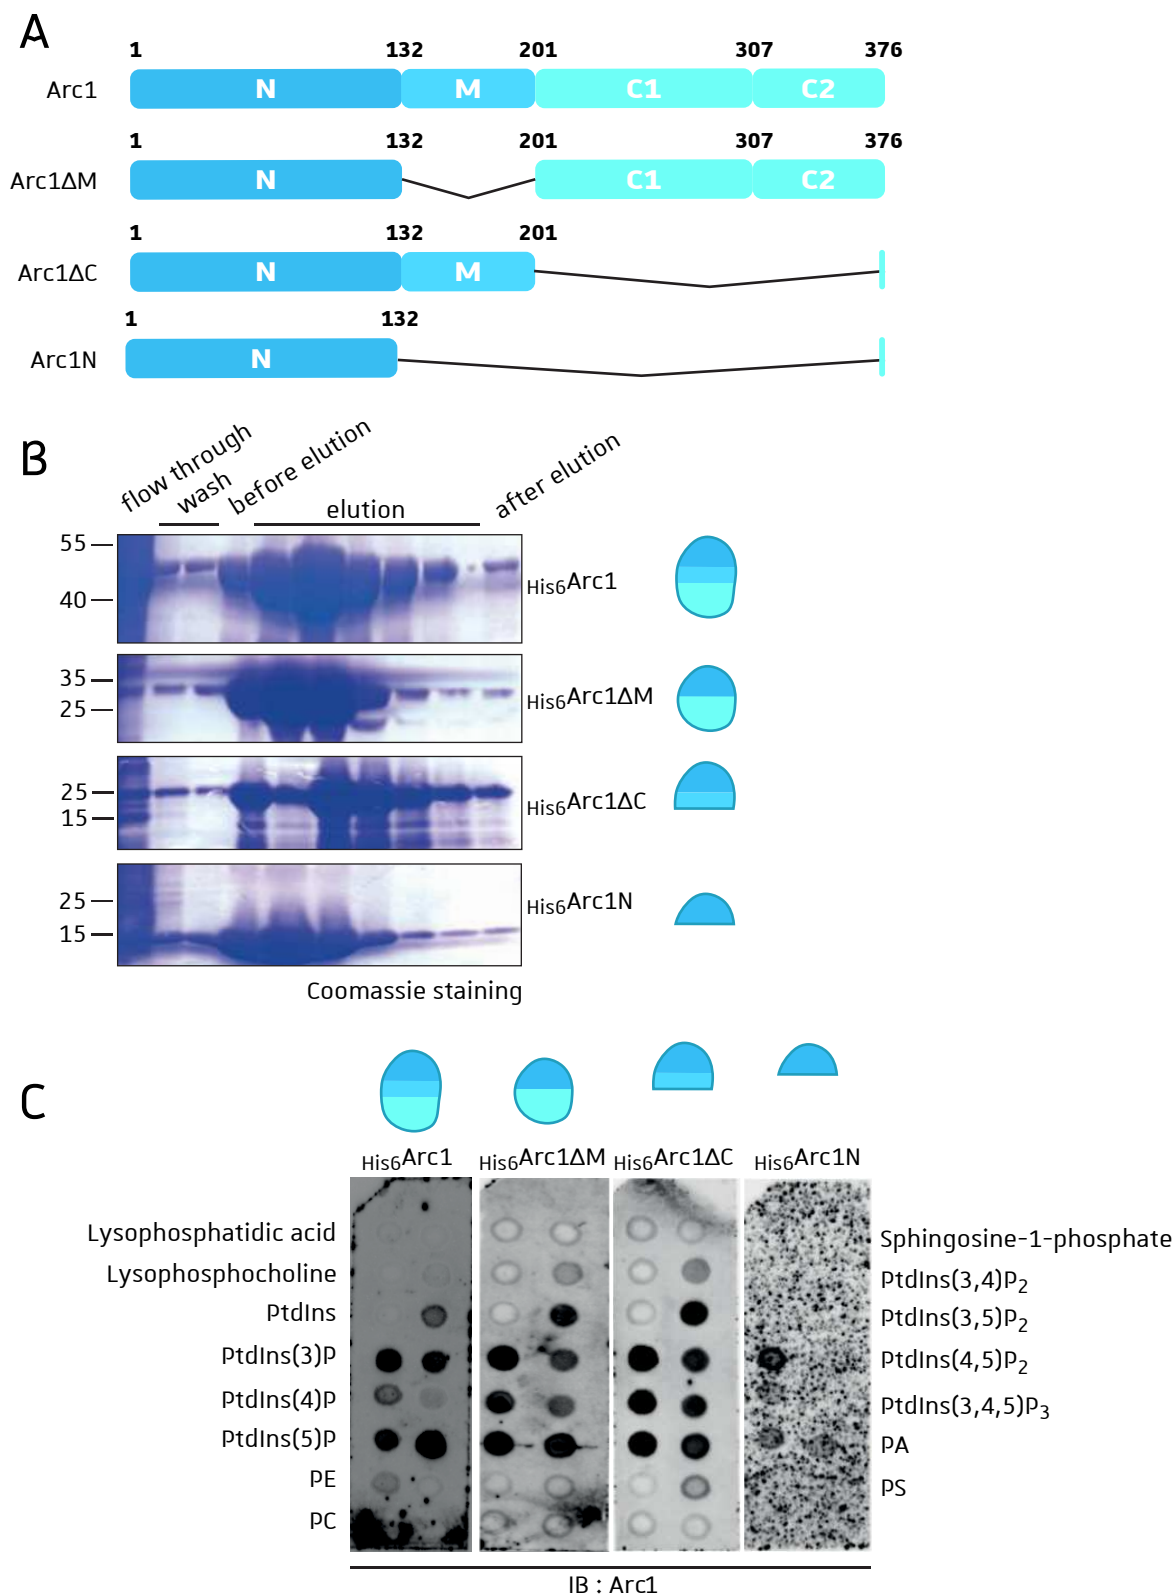 A
1 132 201 307 376
Arc1 N M C1 C2
1 132 201 307 376
Arc1ΔM N C1 C2
1 132 201
Arc1ΔC N M
1 132
Arc1N N
B
flow through
wash
before elution
elution
after elution
55
40
His6Arc1
35
25
His6Arc1ΔM
25
15
His6Arc1ΔC
25
15
His6Arc1N
Coomassie staining
C
His6Arc1 His6Arc1ΔM His6Arc1ΔC His6Arc1N
Lysophosphatidic acid Sphingosine-1-phosphate
Lysophosphocholine PtdIns(3,4)P2
PtdIns PtdIns(3,5)P2
PtdIns(3)P PtdIns(4,5)P2
PtdIns(4)P PtdIns(3,4,5)P3
PtdIns(5)P PA
PE PS
PC
IB : Arc1